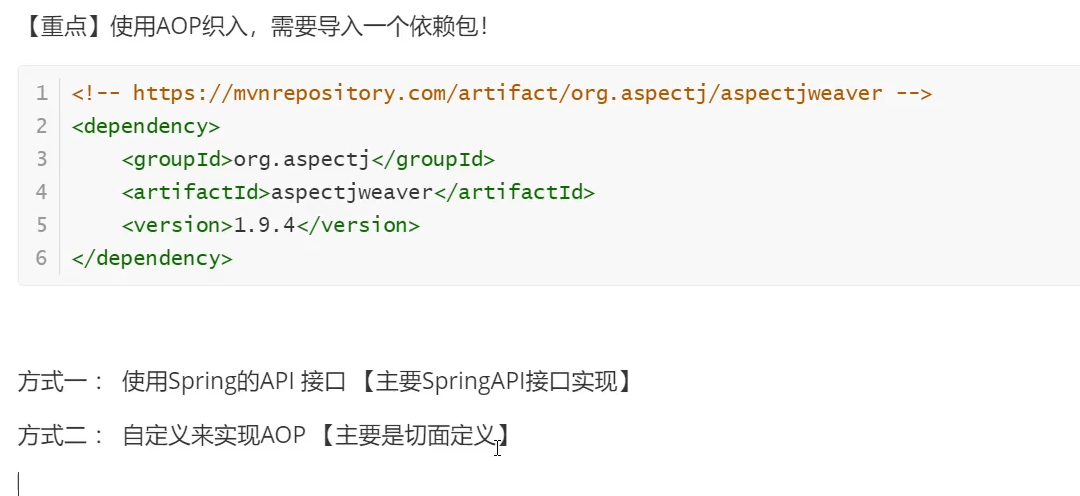 【重点】使用AOP织入，需要导入一个依赖包！
1 <!-- https://mvnrepository.com/artifact/org.aspectj/aspectjweaver -->
2 <dependency>
3     <groupId>org.aspectj</groupId>
4     <artifactId>aspectjweaver</artifactId>
5     <version>1.9.4</version>
6 </dependency>
方式一： 使用Spring的API 接口 【主要SpringAPI接口实现】
方式二： 自定义来实现AOP 【主要是切面定义】